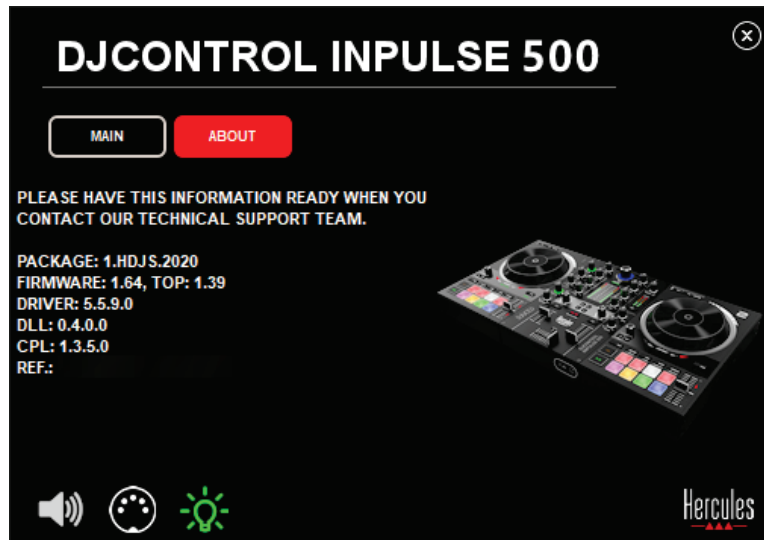 DJCONTROL INPULSE 500
MAIN
ABOUT
PLEASE HAVE THIS INFORMATION READY WHEN YOU
CONTACT OUR TECHNICAL SUPPORT TEAM.
PACKAGE: 1.HDJS.2020
FIRMWARE: 1.64, TOP: 1.39
DRIVER: 5.5.9.0
DLL: 0.4.0.0
CPL: 1.3.5.0
REF.:
Hercules